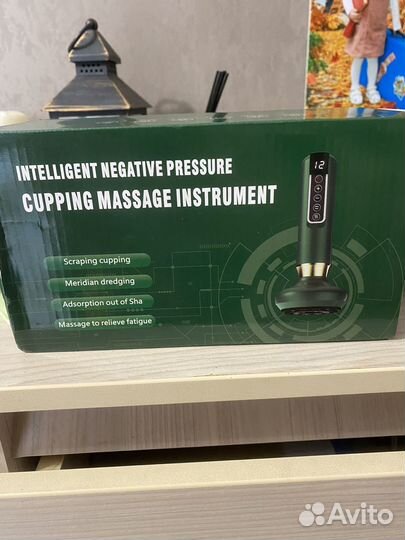 INTELLIGENT NEGATIVE PRESSURE
CUPPING MASSAGE INSTRUMENT
12
Scraping cupping
Meridian dredging
Adsorption out of Sha
Massage to relieve fatigue
Avito